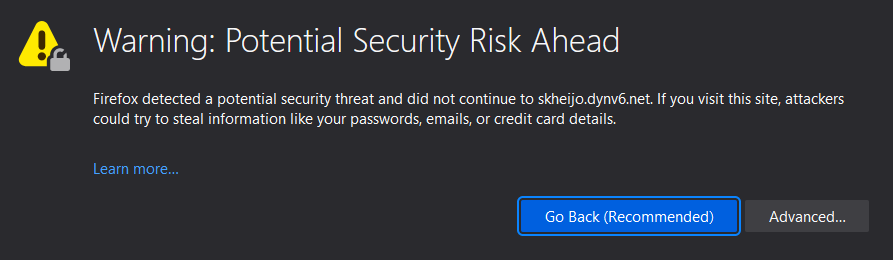 Warning: Potential Security Risk Ahead
Firefox detected a potential security threat and did not continue to skheijo.dynv6.net. If you visit this site, attackers
could try to steal information like your passwords, emails, or credit card details.
Learn more...
Go Back (Recommended)
Advanced...